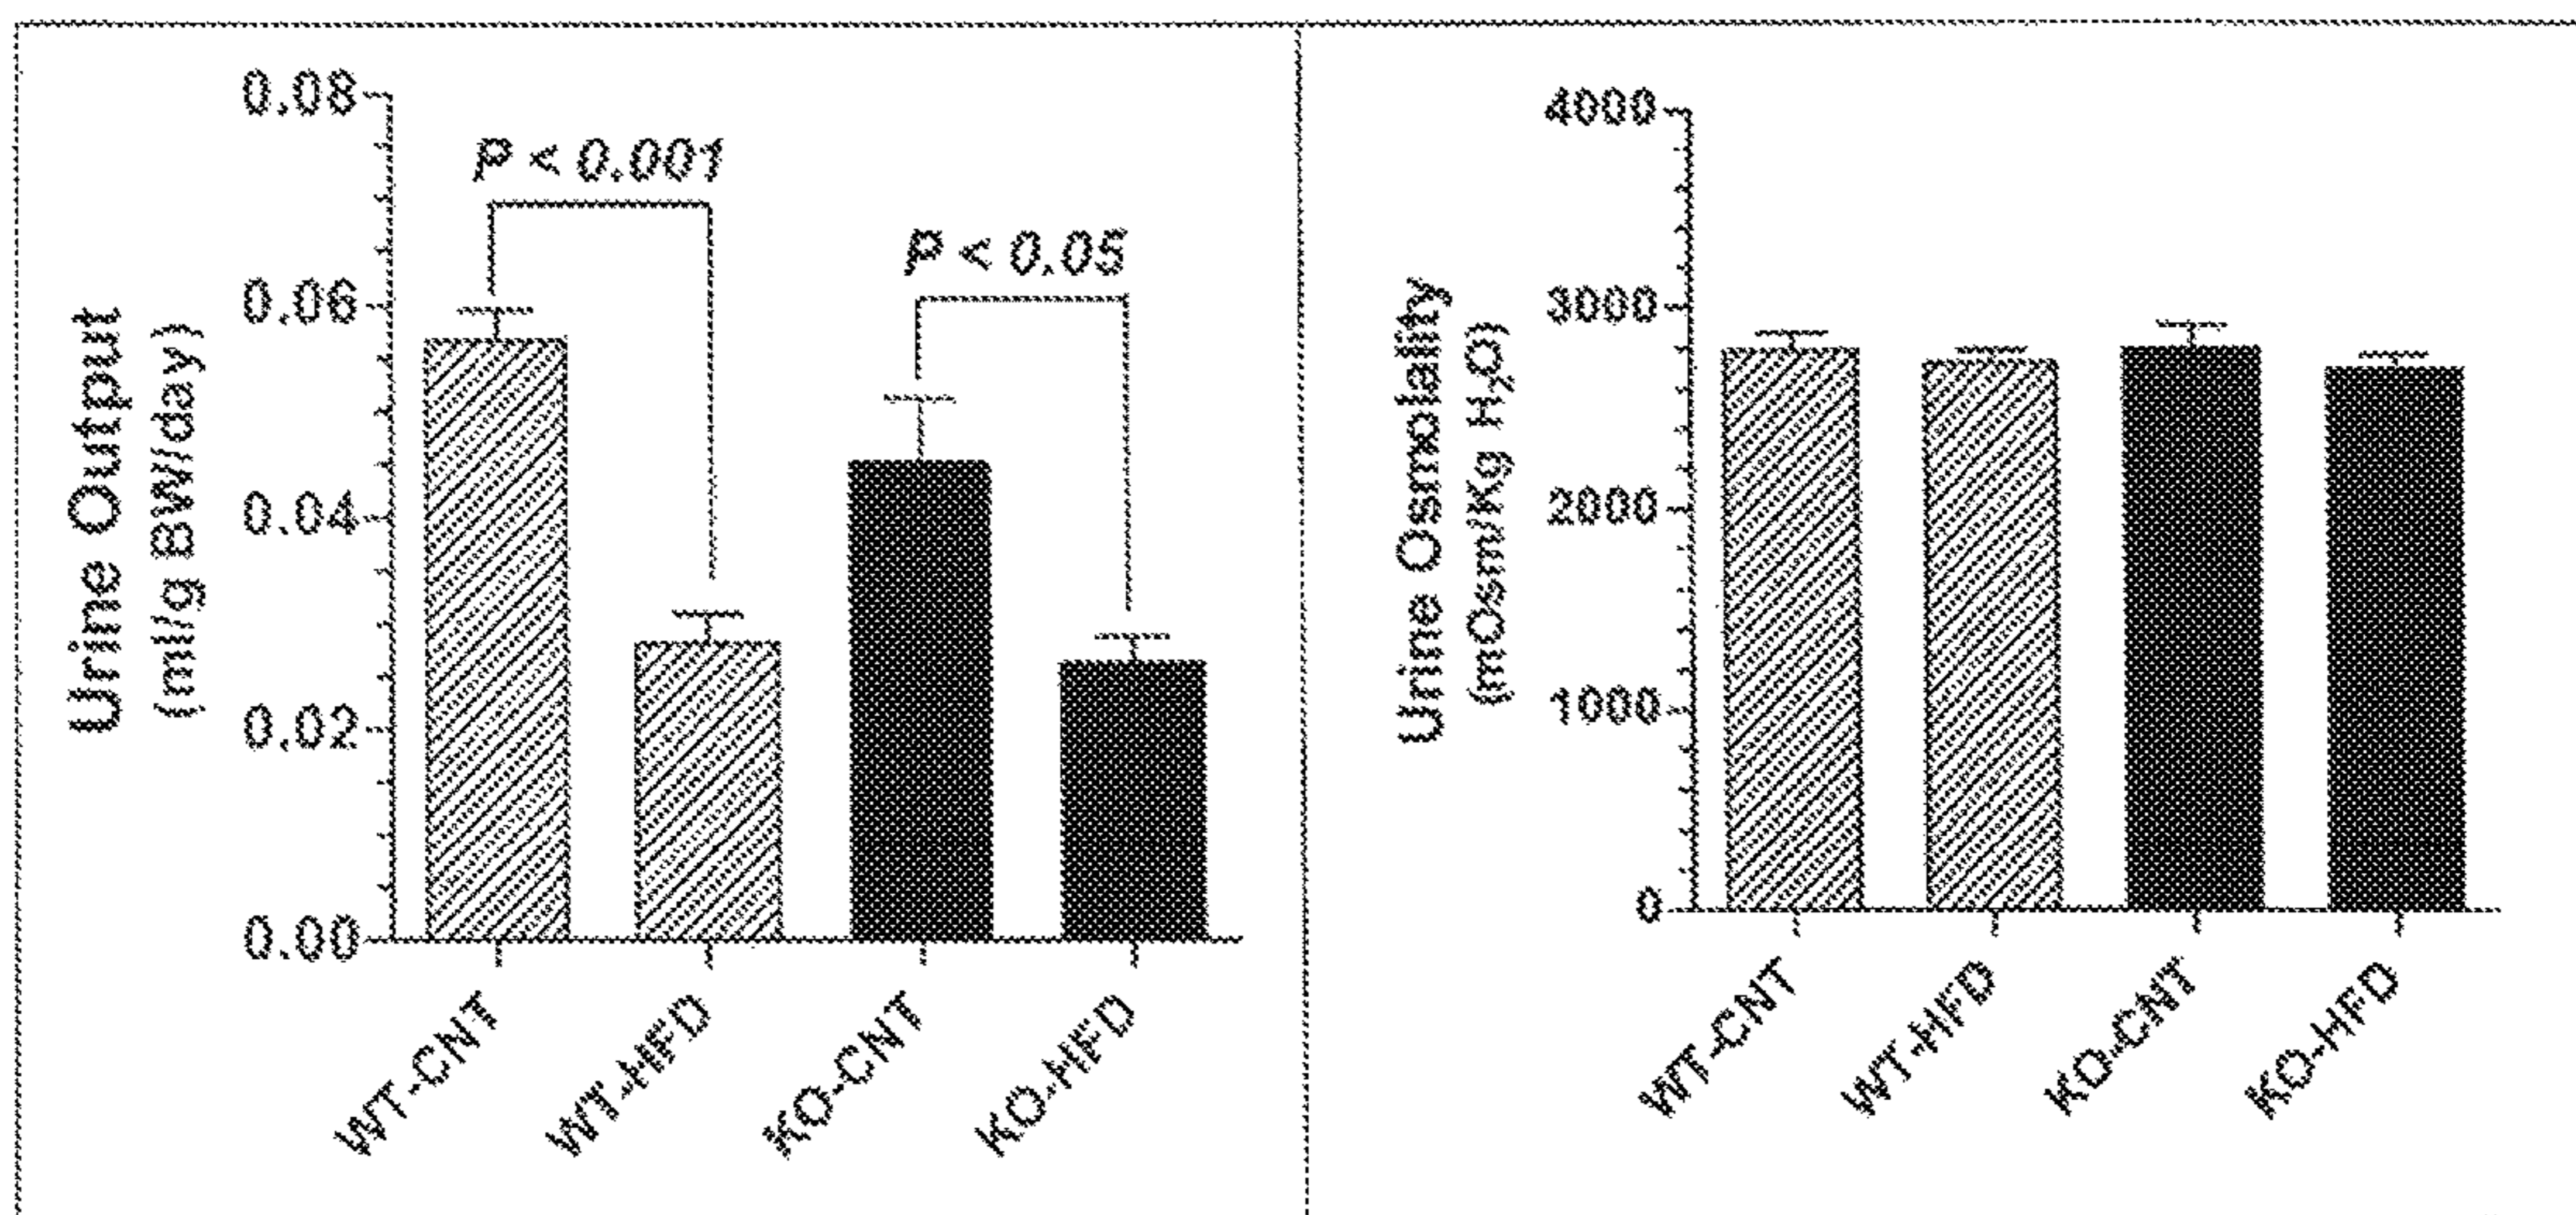 0.08
0.06
0.04
0.02
0.00
Urine Output
(ml/g BW/day)
P < 0.001
P < 0.05
WT-CNT
WT-HFD
KO-CNT
KO-HFD
4000
3000
2000
1000
0
Urine Osmolality
(mOsm/Kg H₂O)
WT-CNT
WT-HFD
KO-CNT
KO-HFD